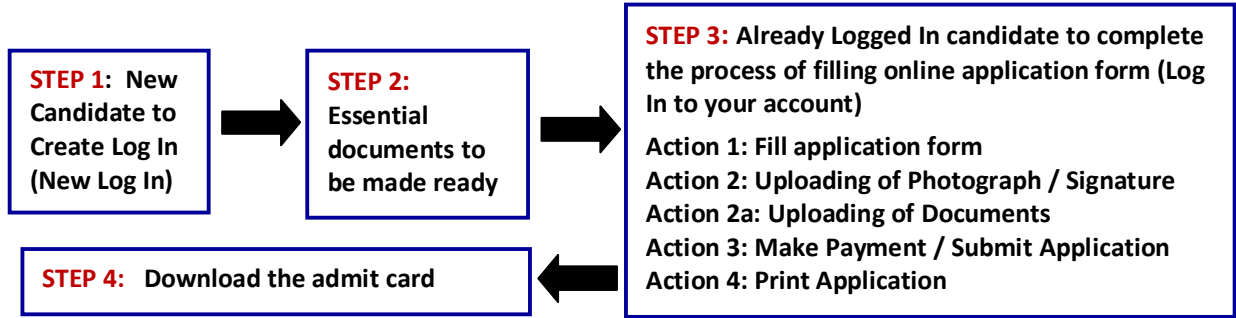 STEP 1: New
Candidate to
Create Log In
(New Log In)
STEP 2:
Essential
documents to
be made ready
STEP 3: Already Logged In candidate to complete
the process of filling online application form (Log
In to your account)
Action 1: Fill application form
Action 2: Uploading of Photograph / Signature
Action 2a: Uploading of Documents
Action 3: Make Payment / Submit Application
Action 4: Print Application
STEP 4: Download the admit card